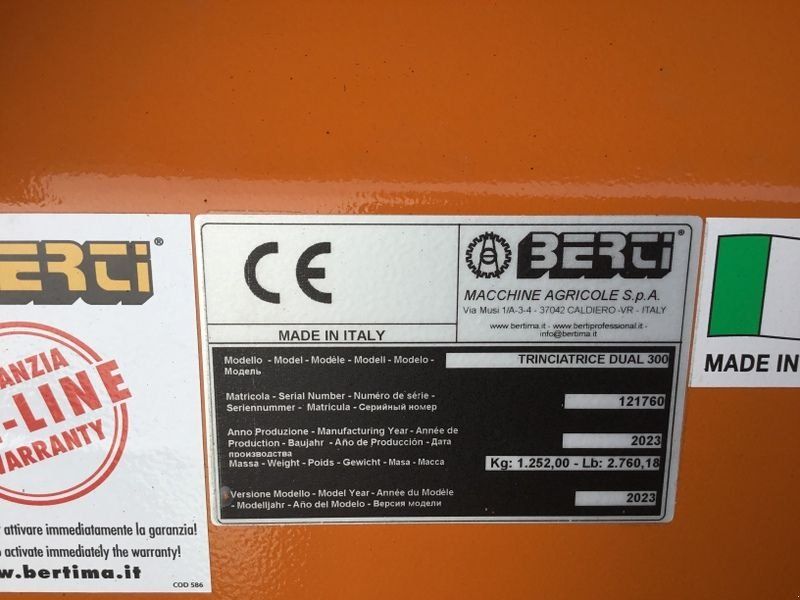 ERTI®
ANZIA
-LINE
WARRANTY
attivare immediatamente la garanzia!
activate immediately the warranty!
w.bertima.it
COD 586
CE
MADE IN ITALY
BERTI®
MACCHINE AGRICOLE S.p.A.
Via Musi 1/A-3-4 - 37042 CALDIERO -VR - ITALY
www.bertima.it - www.bertiprofessional.it -
info@bertima.it
Modello - Model - Modèle - Modell - Modelo - TRINCIATRICE DUAL 300
Модель
Matricola - Serial Number - Numéro de série - 121760
Seriennummer - Matricula - Серийный номер
Anno Produzione - Manufacturing Year - Année de
Production - Baujahr - Año de Producción - Дата 2023
производства
Massa - Weight - Poids - Gewicht - Masa - Масса Kg: 1.252,00 - Lb: 2.760,18
Versione Modello - Model Year - Année du Modèle
- Modelljahr - Año del Modelo - Версия модели 2023
MADE IN